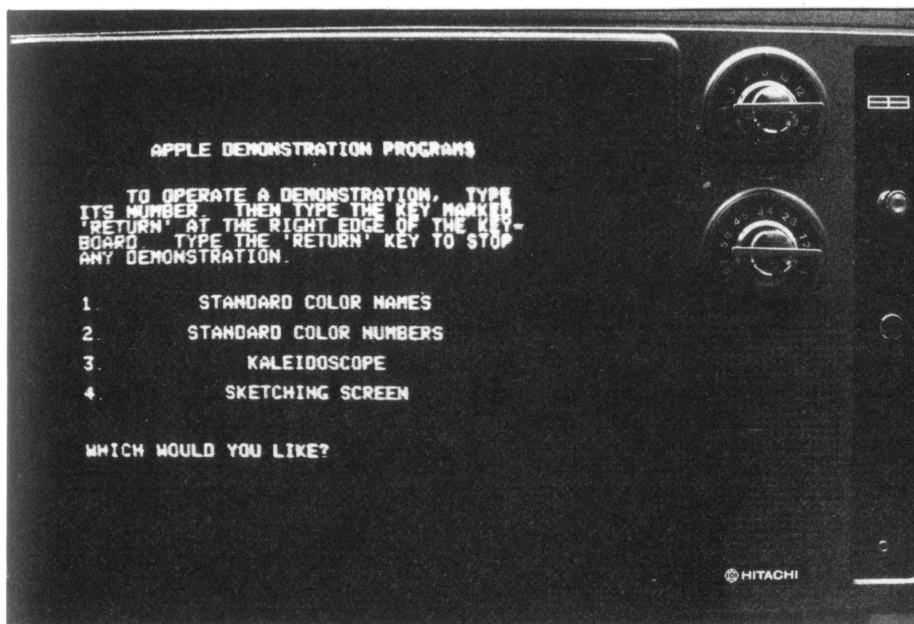 APPLE DEMONSTRATION PROGRAMS
TO OPERATE A DEMONSTRATION, TYPE
ITS NUMBER. THEN TYPE THE KEY MARKED
'RETURN' AT THE RIGHT EDGE OF THE KEY-
BOARD. TYPE THE 'RETURN' KEY TO STOP
ANY DEMONSTRATION.
1. STANDARD COLOR NAMES
2. STANDARD COLOR NUMBERS
3. KALEIDOSCOPE
4. SKETCHING SCREEN
WHICH WOULD YOU LIKE?
HITACHI